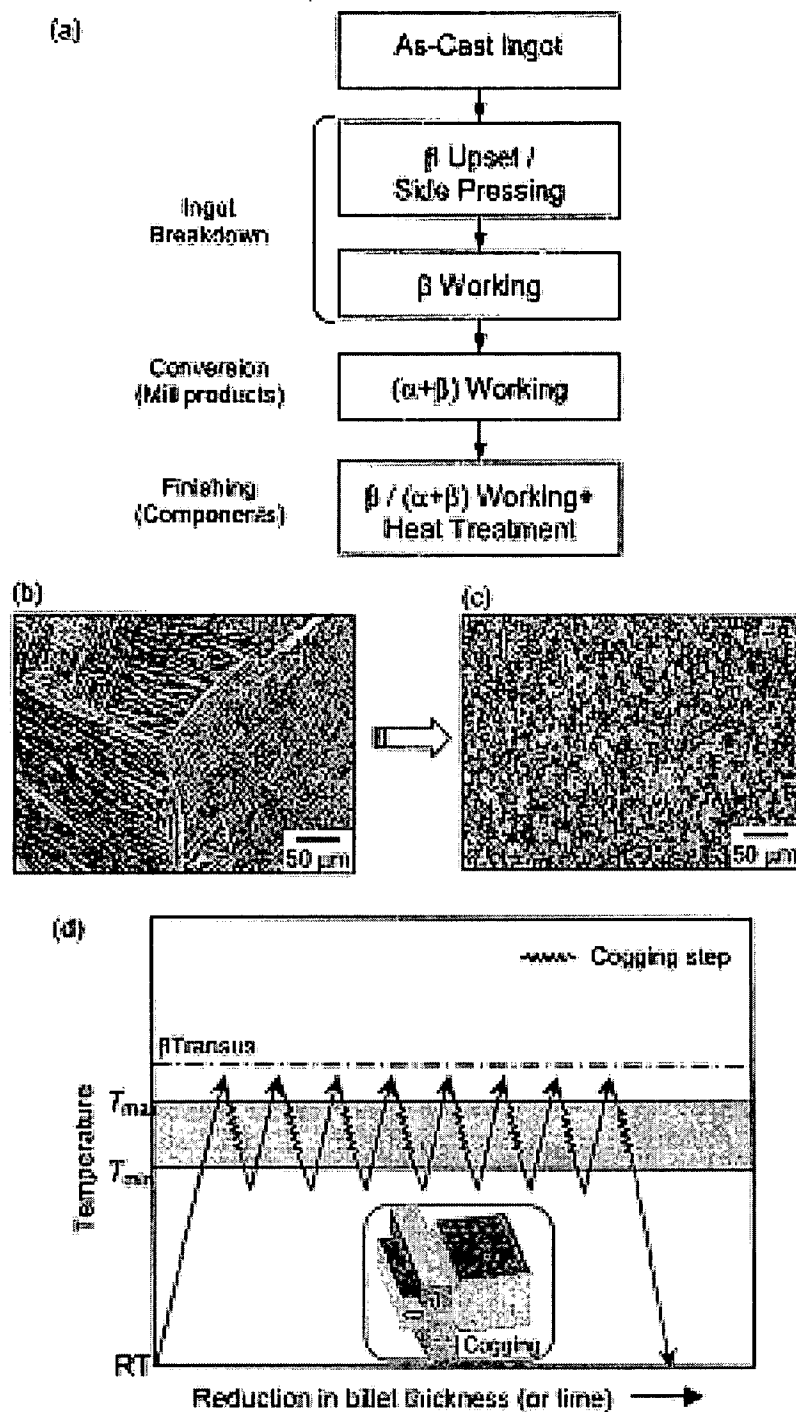 (a)
As-Cast Ingot
β Upset /
Side Pressing
Ingot
Breakdown
β Working
Conversion
(Mill products)
(α+β) Working
Finishing
(Components)
β / (α+β) Working+
Heat Treatment
(b)
(c)
50 μm
50 μm
(d)
Cogging step
β Transus
Tmax
Tmin
Temperature
Cogging
RT
Reduction in billet thickness (or time)